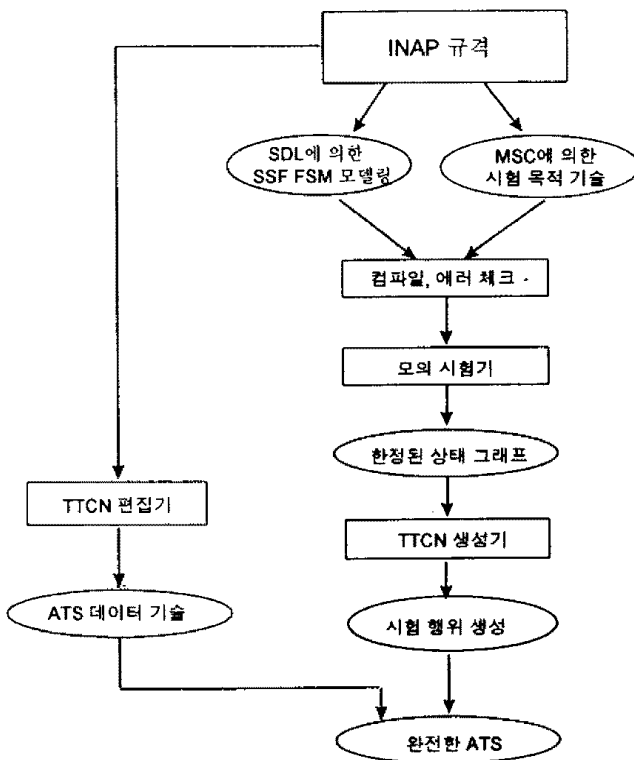 INAP 규격
SDL에 의한
SSF FSM 모델링
MSC에 의한
시험 목적 기술
컴파일, 에러 체크
모의 시험기
한정된 상태 그래프
TTCN 편집기
TTCN 생성기
ATS 데이터 기술
시험 행위 생성
완전한 ATS